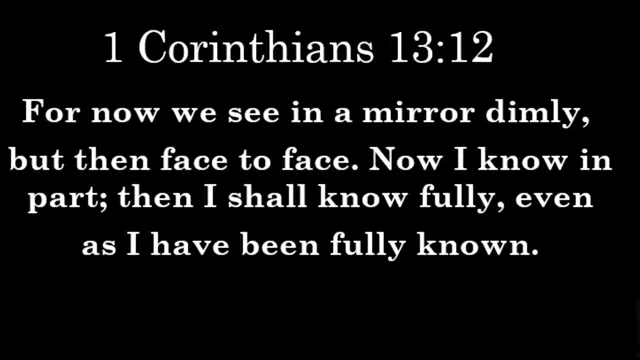 1 Corinthians 13:12
For now we see in a mirror dimly,
but then face to face. Now I know in
part; then I shall know fully, even
as I have been fully known.